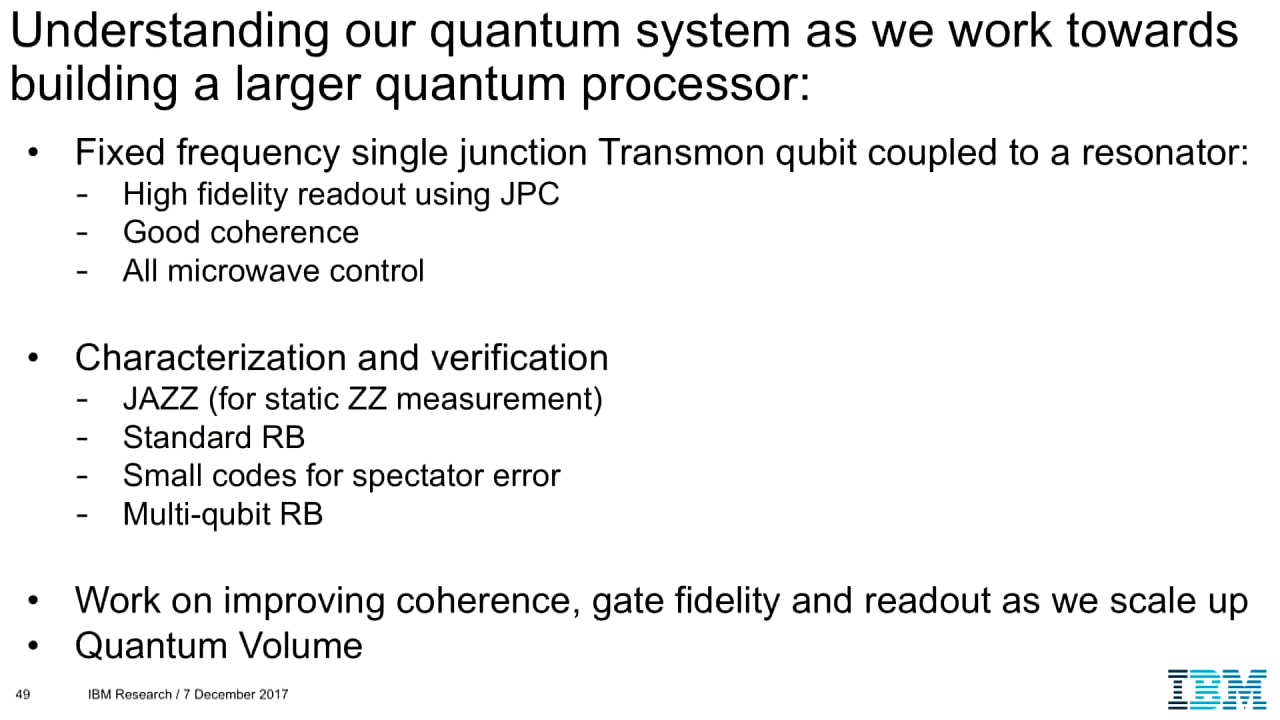 Understanding our quantum system as we work towards
building a larger quantum processor:
• Fixed frequency single junction Transmon qubit coupled to a resonator:
- High fidelity readout using JPC
- Good coherence
- All microwave control
• Characterization and verification
- JAZZ (for static ZZ measurement)
- Standard RB
- Small codes for spectator error
- Multi-qubit RB
• Work on improving coherence, gate fidelity and readout as we scale up
• Quantum Volume
49 IBM Research / 7 December 2017
IBM